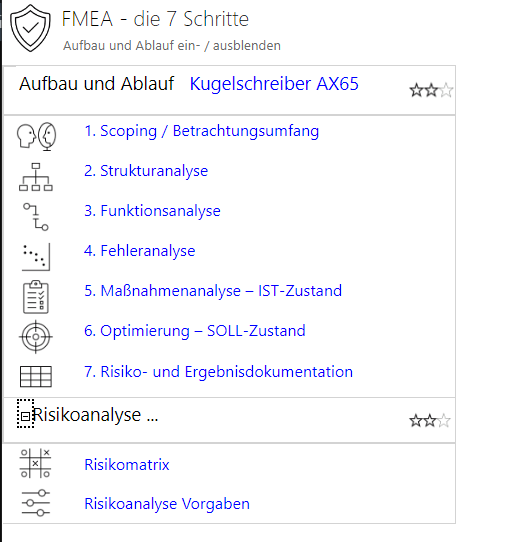 FMEA - die 7 Schritte
Aufbau und Ablauf ein- / ausblenden
Aufbau und Ablauf Kugelschreiber AX65
1. Scoping / Betrachtungsumfang
2. Strukturanalyse
3. Funktionsanalyse
4. Fehleranalyse
5. Maßnahmenanalyse – IST-Zustand
6. Optimierung – SOLL-Zustand
7. Risiko- und Ergebnisdokumentation
Risikoanalyse ...
Risikomatrix
Risikoanalyse Vorgaben